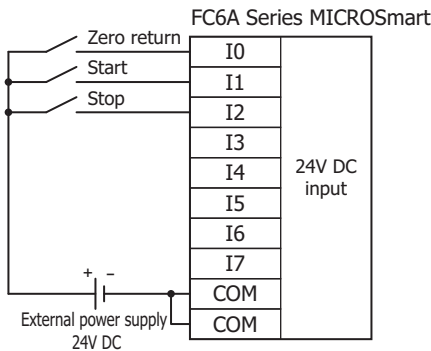 FC6A Series MICROSmart
Zero return
I0
Start
I1
Stop
I2
I3
I4
24V DC
input
I5
I6
I7
+ –
COM
External power supply
24V DC
COM